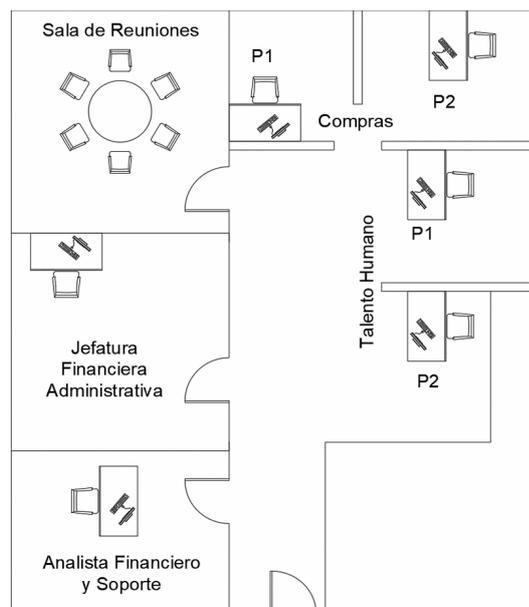 Sala de Reuniones
P1
P2
Compras
P1
Talento Humano
P2
Jefatura
Financiera
Administrativa
Analista Financiero
y Soporte